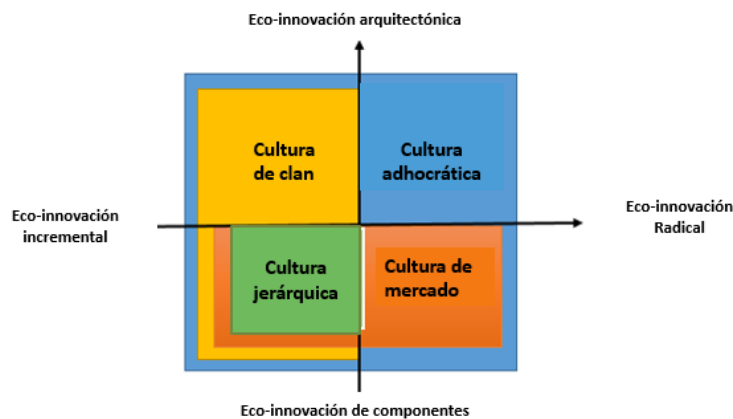 Eco-innovación arquitectónica
Cultura
de clan
Cultura
adhocrática
Eco-innovación
incremental
Eco-innovación
Radical
Cultura
jerárquica
Cultura de
mercado
Eco-innovación de componentes